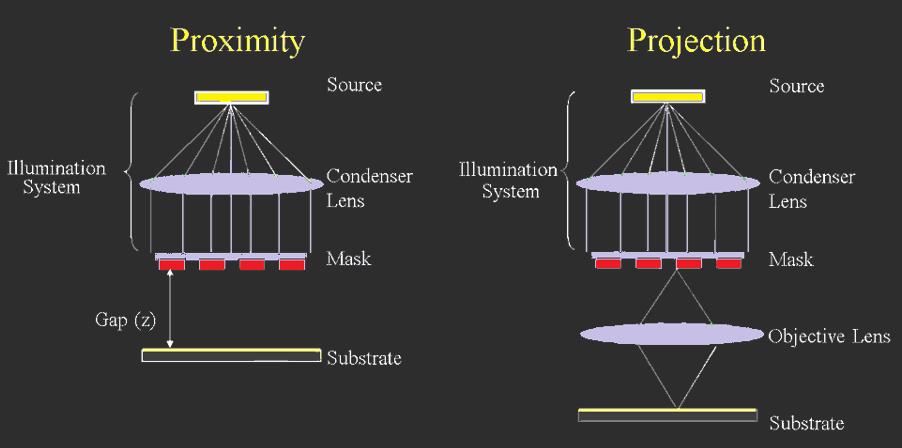 Proximity
Source
Illumination
System
Condenser
Lens
Mask
Gap (z)
Substrate
Projection
Source
Illumination
System
Condenser
Lens
Mask
Objective Lens
Substrate